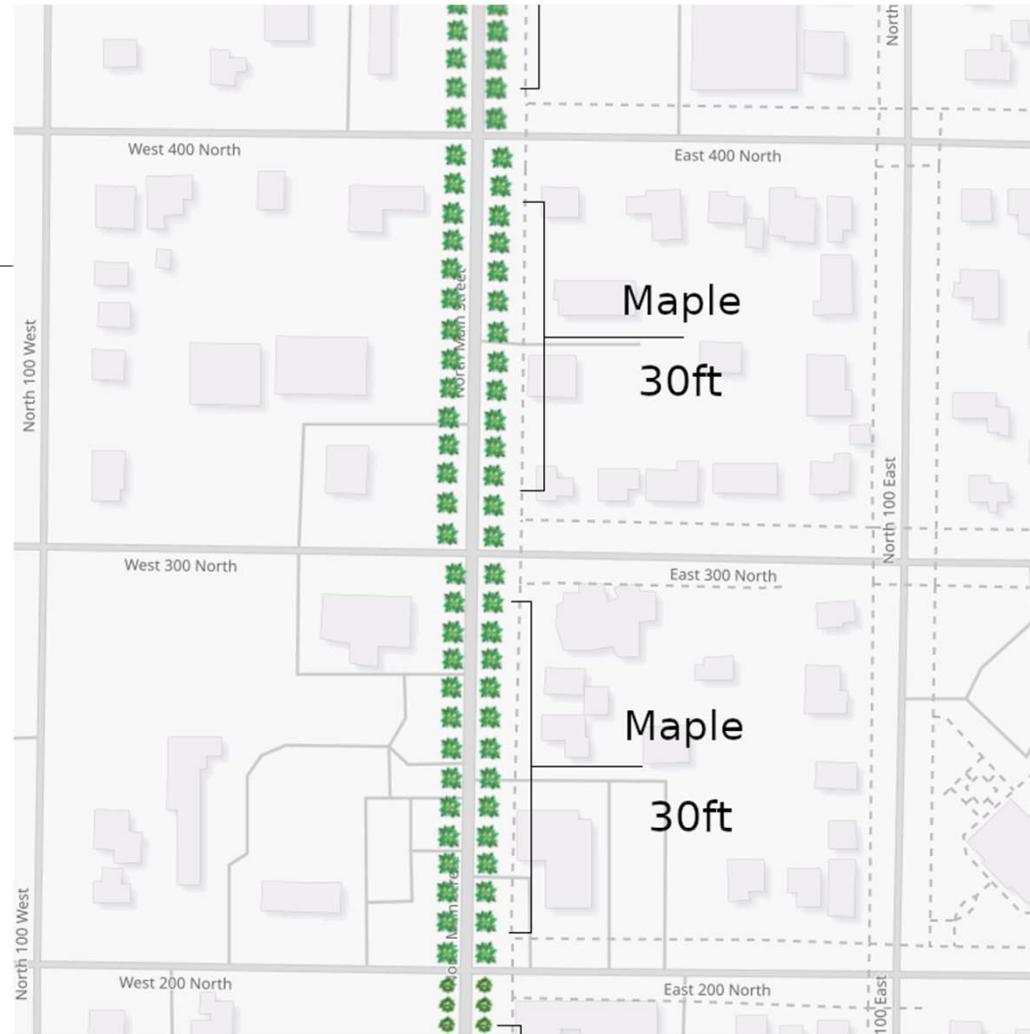 North
West 400 North
East 400 North
North Main Street
Maple
30ft
North 100 West
North 100 East
West 300 North
East 300 North
Maple
30ft
North 100 West
West 200 North
East 200 North
100 East